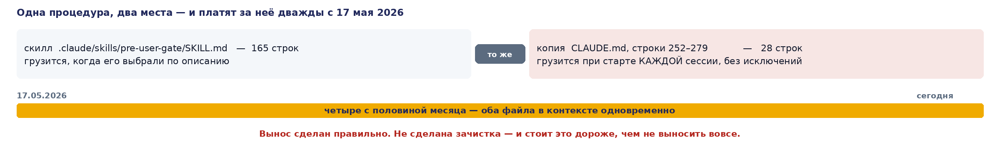 Одна процедура, два места — и платят за неё дважды с 17 мая 2026
скилл .claude/skills/pre-user-gate/SKILL.md — 165 строк
грузится, когда его выбрали по описанию
то же
копия CLAUDE.md, строки 252–279 — 28 строк
грузится при старте КАЖДОЙ сессии, без исключений
17.05.2026
сегодня
четыре с половиной месяца — оба файла в контексте одновременно
Вынос сделан правильно. Не сделана зачистка — и стоит это дороже, чем не выносить вовсе.